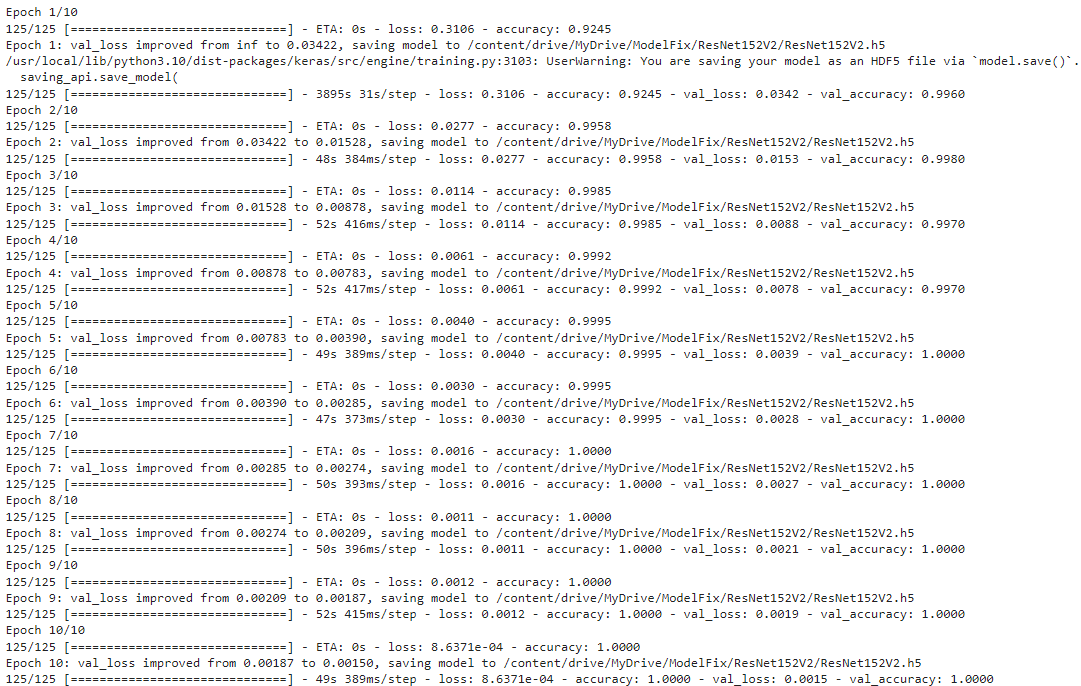 Epoch 1/10
125/125 [==============================] - ETA: 0s - loss: 0.3106 - accuracy: 0.9245
Epoch 1: val_loss improved from inf to 0.03422, saving model to /content/drive/MyDrive/ModelFix/ResNet152V2/ResNet152V2.h5
/usr/local/lib/python3.10/dist-packages/keras/src/engine/training.py:3103: UserWarning: You are saving your model as an HDF5 file via `model.save()`.
  saving_api.save_model(
125/125 [==============================] - 3895s 31s/step - loss: 0.3106 - accuracy: 0.9245 - val_loss: 0.0342 - val_accuracy: 0.9960
Epoch 2/10
125/125 [==============================] - ETA: 0s - loss: 0.0277 - accuracy: 0.9958
Epoch 2: val_loss improved from 0.03422 to 0.01528, saving model to /content/drive/MyDrive/ModelFix/ResNet152V2/ResNet152V2.h5
125/125 [==============================] - 48s 384ms/step - loss: 0.0277 - accuracy: 0.9958 - val_loss: 0.0153 - val_accuracy: 0.9980
Epoch 3/10
125/125 [==============================] - ETA: 0s - loss: 0.0114 - accuracy: 0.9985
Epoch 3: val_loss improved from 0.01528 to 0.00878, saving model to /content/drive/MyDrive/ModelFix/ResNet152V2/ResNet152V2.h5
125/125 [==============================] - 52s 416ms/step - loss: 0.0114 - accuracy: 0.9985 - val_loss: 0.0088 - val_accuracy: 0.9970
Epoch 4/10
125/125 [==============================] - ETA: 0s - loss: 0.0061 - accuracy: 0.9992
Epoch 4: val_loss improved from 0.00878 to 0.00783, saving model to /content/drive/MyDrive/ModelFix/ResNet152V2/ResNet152V2.h5
125/125 [==============================] - 52s 417ms/step - loss: 0.0061 - accuracy: 0.9992 - val_loss: 0.0078 - val_accuracy: 0.9970
Epoch 5/10
125/125 [==============================] - ETA: 0s - loss: 0.0040 - accuracy: 0.9995
Epoch 5: val_loss improved from 0.00783 to 0.00390, saving model to /content/drive/MyDrive/ModelFix/ResNet152V2/ResNet152V2.h5
125/125 [==============================] - 49s 389ms/step - loss: 0.0040 - accuracy: 0.9995 - val_loss: 0.0039 - val_accuracy: 1.0000
Epoch 6/10
125/125 [==============================] - ETA: 0s - loss: 0.0030 - accuracy: 0.9995
Epoch 6: val_loss improved from 0.00390 to 0.00285, saving model to /content/drive/MyDrive/ModelFix/ResNet152V2/ResNet152V2.h5
125/125 [==============================] - 47s 373ms/step - loss: 0.0030 - accuracy: 0.9995 - val_loss: 0.0028 - val_accuracy: 1.0000
Epoch 7/10
125/125 [==============================] - ETA: 0s - loss: 0.0016 - accuracy: 1.0000
Epoch 7: val_loss improved from 0.00285 to 0.00274, saving model to /content/drive/MyDrive/ModelFix/ResNet152V2/ResNet152V2.h5
125/125 [==============================] - 50s 393ms/step - loss: 0.0016 - accuracy: 1.0000 - val_loss: 0.0027 - val_accuracy: 1.0000
Epoch 8/10
125/125 [==============================] - ETA: 0s - loss: 0.0011 - accuracy: 1.0000
Epoch 8: val_loss improved from 0.00274 to 0.00209, saving model to /content/drive/MyDrive/ModelFix/ResNet152V2/ResNet152V2.h5
125/125 [==============================] - 50s 396ms/step - loss: 0.0011 - accuracy: 1.0000 - val_loss: 0.0021 - val_accuracy: 1.0000
Epoch 9/10
125/125 [==============================] - ETA: 0s - loss: 0.0012 - accuracy: 1.0000
Epoch 9: val_loss improved from 0.00209 to 0.00187, saving model to /content/drive/MyDrive/ModelFix/ResNet152V2/ResNet152V2.h5
125/125 [==============================] - 52s 415ms/step - loss: 0.0012 - accuracy: 1.0000 - val_loss: 0.0019 - val_accuracy: 1.0000
Epoch 10/10
125/125 [==============================] - ETA: 0s - loss: 8.6371e-04 - accuracy: 1.0000
Epoch 10: val_loss improved from 0.00187 to 0.00150, saving model to /content/drive/MyDrive/ModelFix/ResNet152V2/ResNet152V2.h5
125/125 [==============================] - 49s 389ms/step - loss: 8.6371e-04 - accuracy: 1.0000 - val_loss: 0.0015 - val_accuracy: 1.0000